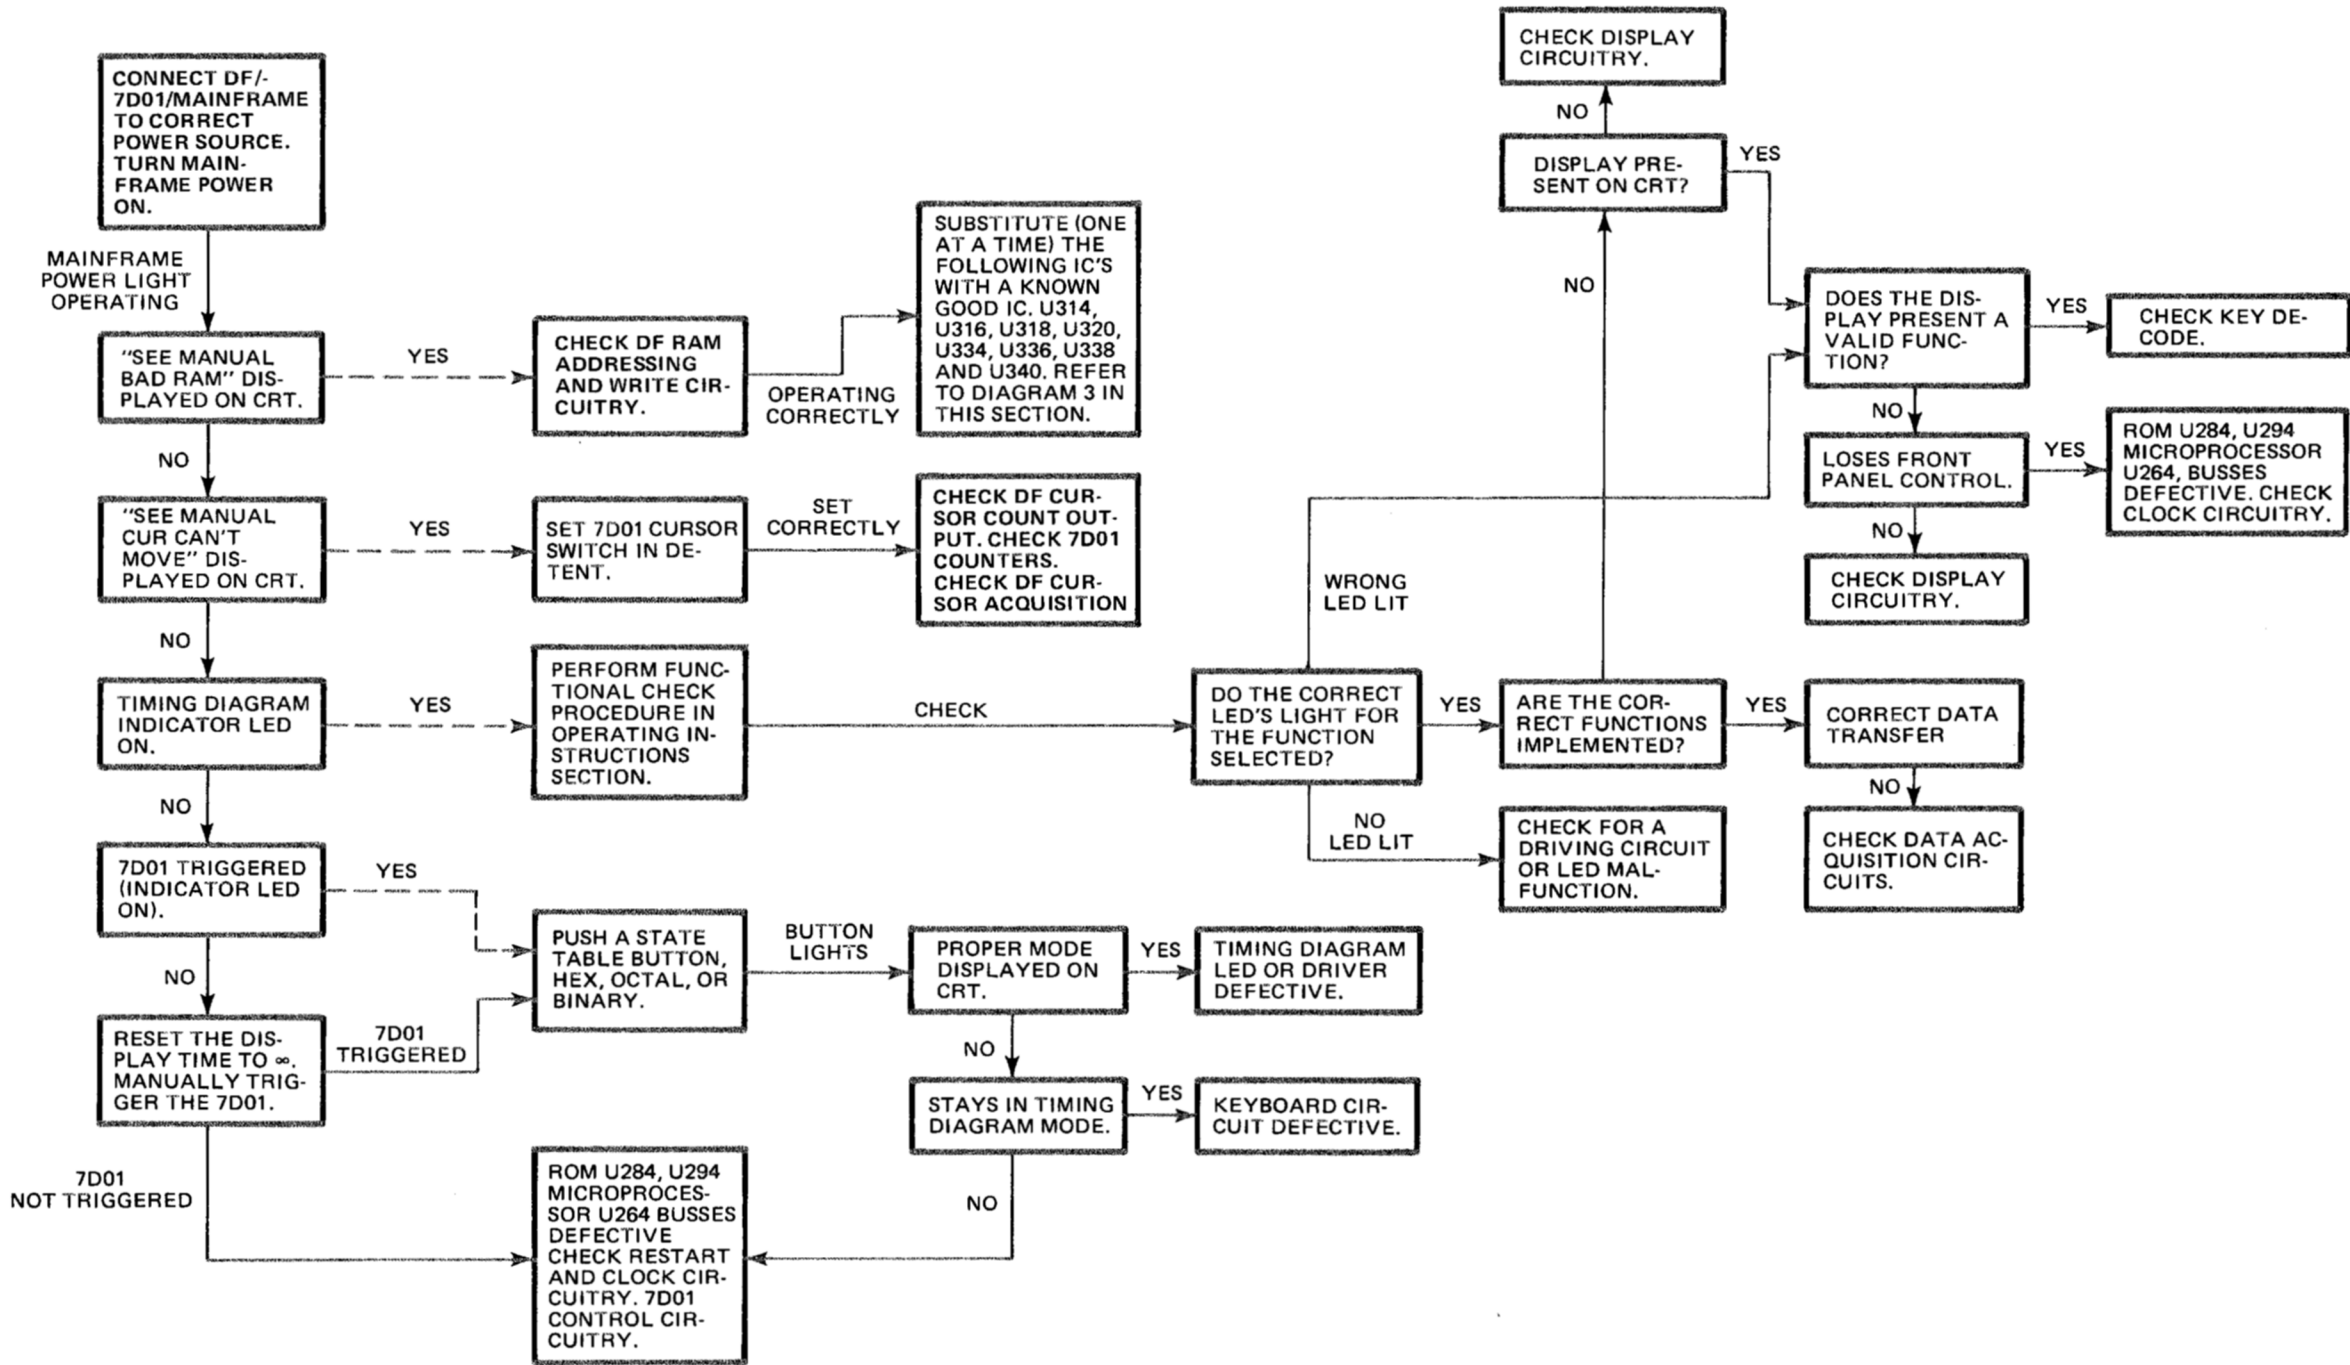 CONNECT DF/-
7D01/MAINFRAME
TO CORRECT
POWER SOURCE.
TURN MAIN-
FRAME POWER
ON.
MAINFRAME
POWER LIGHT
OPERATING
"SEE MANUAL
BAD RAM" DIS-
PLAYED ON CRT.
YES
CHECK DF RAM
ADDRESSING
AND WRITE CIR-
CUITRY.
OPERATING
CORRECTLY
SUBSTITUTE (ONE
AT A TIME) THE
FOLLOWING IC'S
WITH A KNOWN
GOOD IC. U314,
U316, U318, U320,
U334, U336, U338
AND U340. REFER
TO DIAGRAM 3 IN
THIS SECTION.
NO
"SEE MANUAL
CUR CAN'T
MOVE" DIS-
PLAYED ON CRT.
YES
SET 7D01 CURSOR
SWITCH IN DE-
TENT.
SET
CORRECTLY
CHECK DF CUR-
SOR COUNT OUT-
PUT. CHECK 7D01
COUNTERS.
CHECK DF CUR-
SOR ACQUISITION
NO
TIMING DIAGRAM
INDICATOR LED
ON.
YES
PERFORM FUNC-
TIONAL CHECK
PROCEDURE IN
OPERATING IN-
STRUCTIONS
SECTION.
CHECK
DO THE CORRECT
LED'S LIGHT FOR
THE FUNCTION
SELECTED?
WRONG
LED LIT
NO
LED LIT
CHECK FOR A
DRIVING CIRCUIT
OR LED MAL-
FUNCTION.
YES
ARE THE COR-
RECT FUNCTIONS
IMPLEMENTED?
YES
CORRECT DATA
TRANSFER
NO
CHECK DATA AC-
QUISITION CIR-
CUITS.
NO
DISPLAY PRE-
SENT ON CRT?
NO
CHECK DISPLAY
CIRCUITRY.
YES
DOES THE DIS-
PLAY PRESENT A
VALID FUNC-
TION?
YES
CHECK KEY DE-
CODE.
NO
LOSES FRONT
PANEL CONTROL.
YES
ROM U284, U294
MICROPROCESSOR
U264, BUSSES
DEFECTIVE. CHECK
CLOCK CIRCUITRY.
NO
CHECK DISPLAY
CIRCUITRY.
NO
7D01 TRIGGERED
(INDICATOR LED
ON).
YES
PUSH A STATE
TABLE BUTTON,
HEX, OCTAL, OR
BINARY.
BUTTON
LIGHTS
PROPER MODE
DISPLAYED ON
CRT.
YES
TIMING DIAGRAM
LED OR DRIVER
DEFECTIVE.
NO
STAYS IN TIMING
DIAGRAM MODE.
YES
KEYBOARD CIR-
CUIT DEFECTIVE.
NO
NO
RESET THE DIS-
PLAY TIME TO ∞.
MANUALLY TRIG-
GER THE 7D01.
7D01
TRIGGERED
7D01
NOT TRIGGERED
ROM U284, U294
MICROPROCES-
SOR U264 BUSSES
DEFECTIVE
CHECK RESTART
AND CLOCK CIR-
CUITRY. 7D01
CONTROL CIR-
CUITRY.